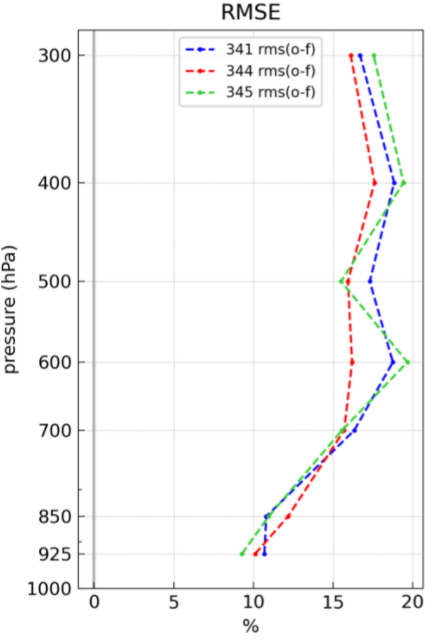 RMSE
341 rms(o-f)
344 rms(o-f)
345 rms(o-f)
300
400
500
600
700
850
925
1000
pressure (hPa)
0 5 10 15 20
%